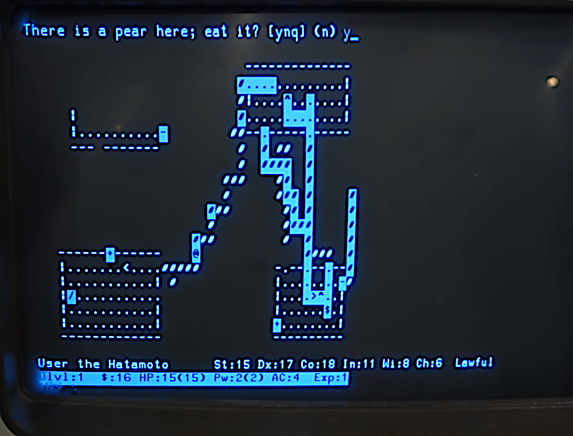 There is a pear here; eat it? [ynq] (n) y_
User the Hatamoto St:15 Dx:17 Co:18 In:11 Wi:8 Ch:6 Lawful
Dlvl:1 $:16 HP:15(15) Pw:2(2) AC:4 Exp:1